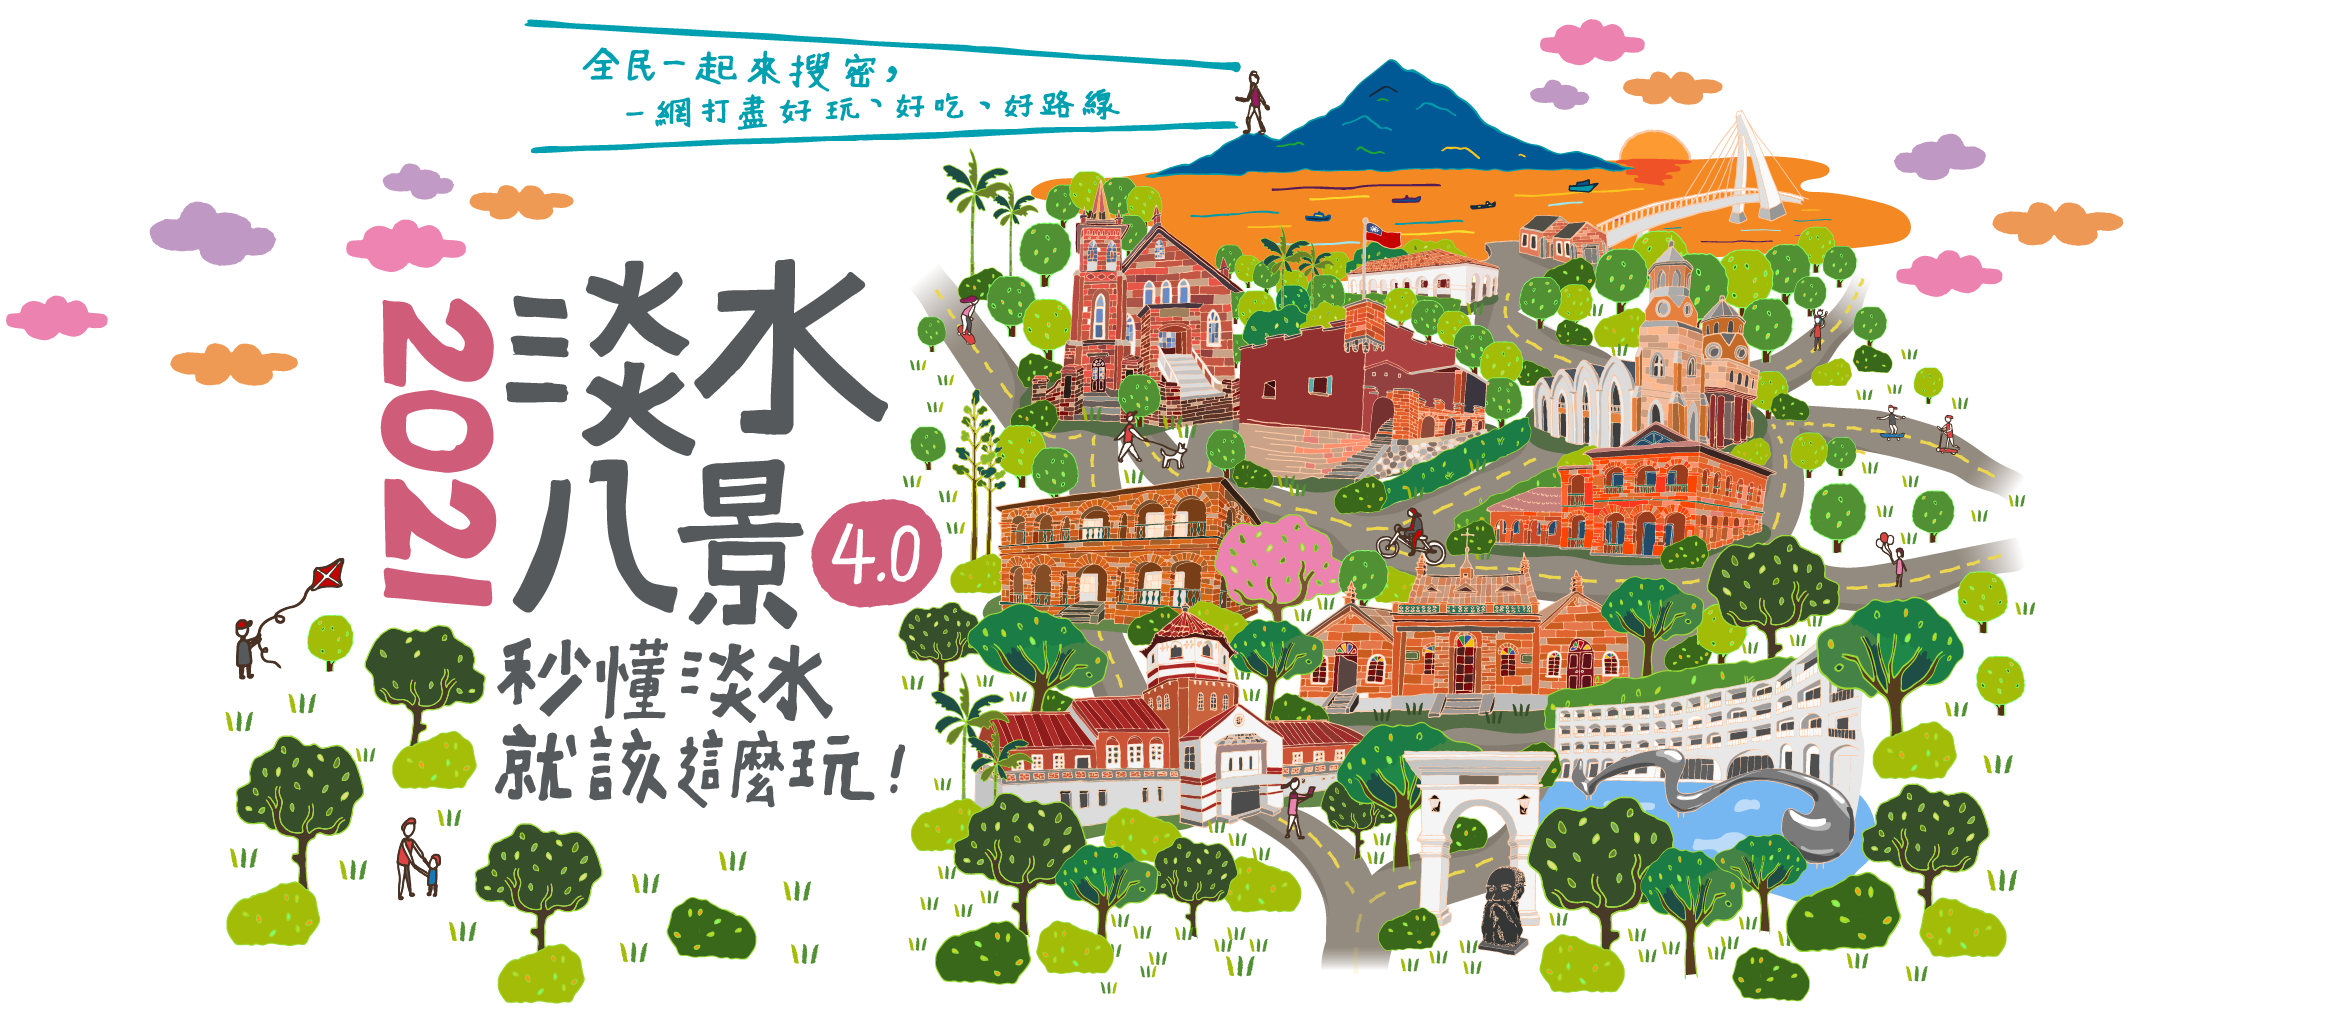 全民一起來搜密，
一網打盡好玩、好吃、好路線
2021
淡水
八景
4.0
秒懂淡水
就該這麼玩！